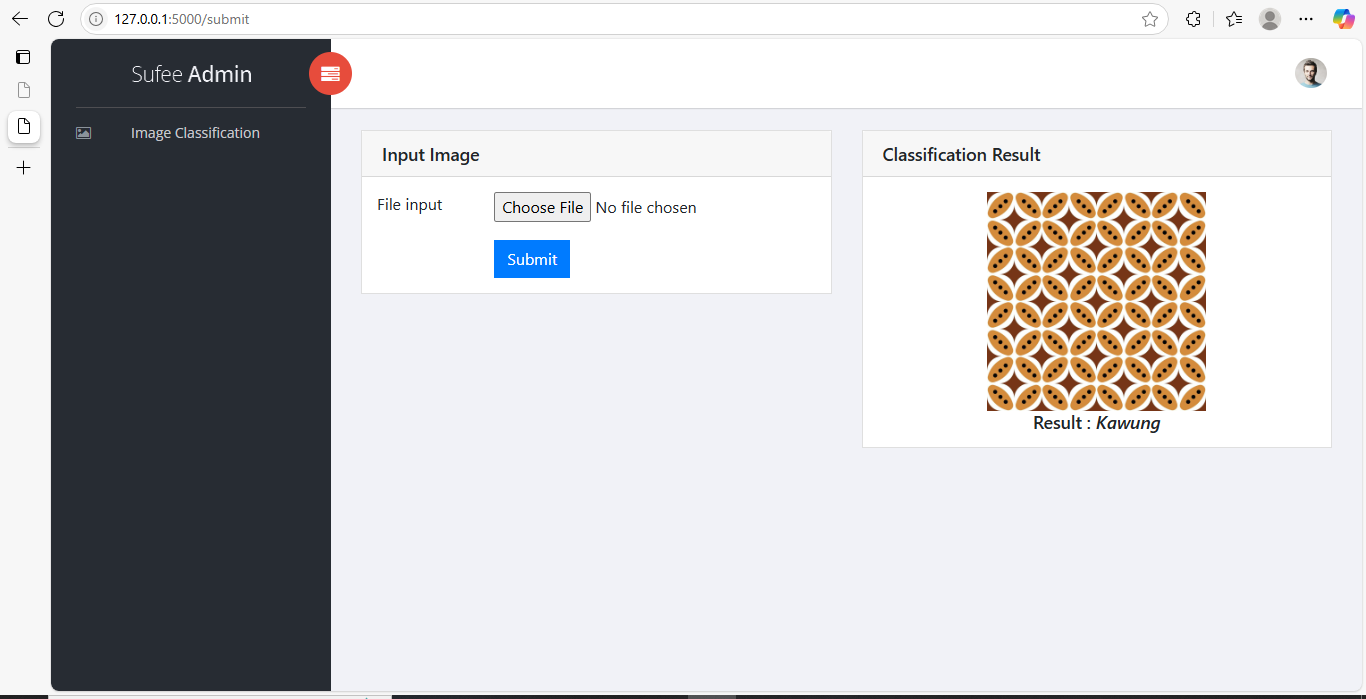 127.0.0.1:5000/submit
Sufee Admin
Image Classification
Input Image
File input
Choose File No file chosen
Submit
Classification Result
Result : Kawung